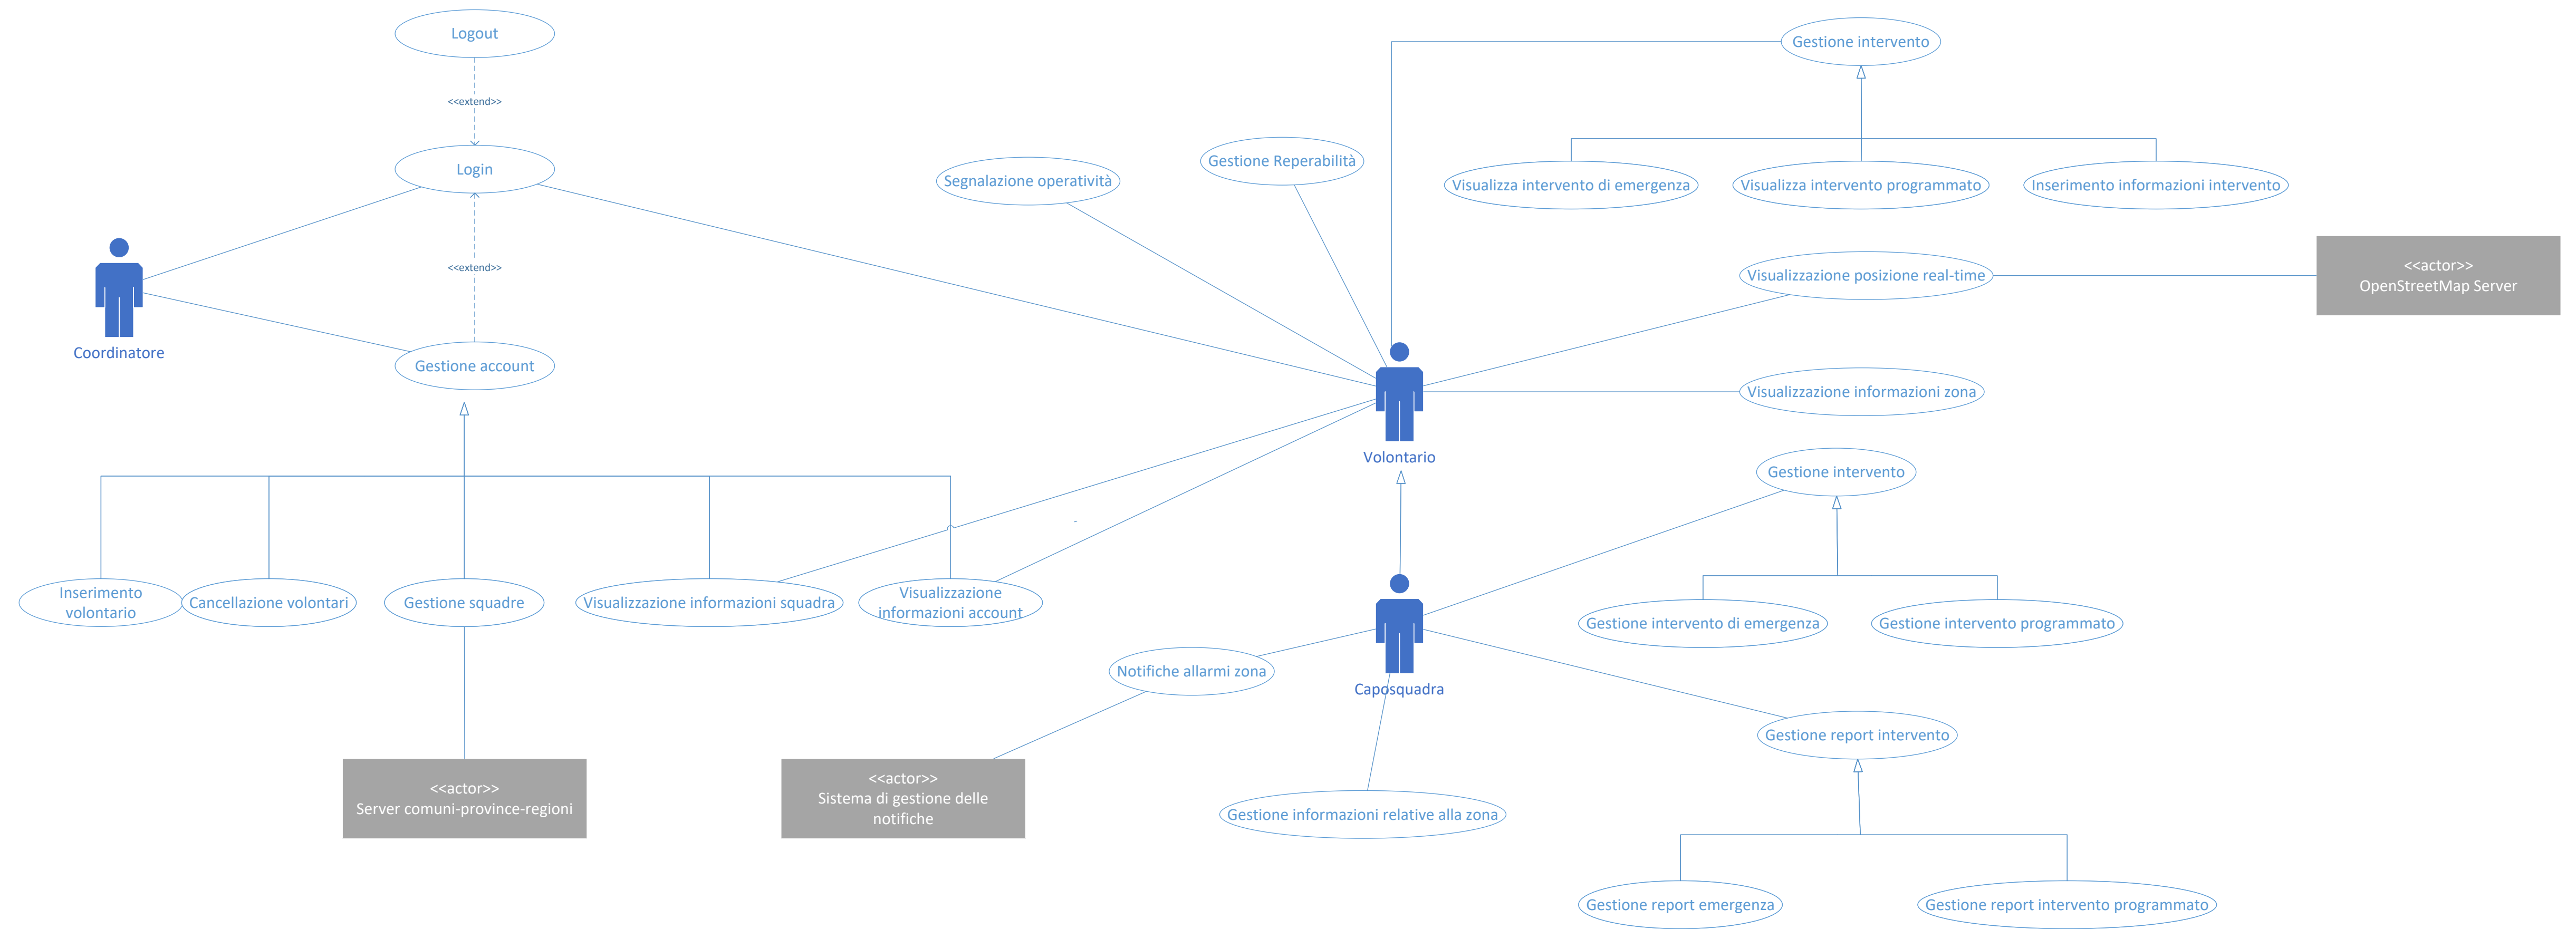 Logout
<<extend>>
Login
<<extend>>
Gestione account
Coordinatore
Inserimento
volontario
Cancellazione volontari
Gestione squadre
Visualizzazione informazioni squadra
Visualizzazione
informazioni account
<<actor>>
Server comuni-province-regioni
Segnalazione operatività
Gestione Reperabilità
Gestione intervento
Visualizza intervento di emergenza
Visualizza intervento programmato
Inserimento informazioni intervento
Visualizzazione posizione real-time
<<actor>>
OpenStreetMap Server
Visualizzazione informazioni zona
Volontario
Gestione intervento
Gestione intervento di emergenza
Gestione intervento programmato
Caposquadra
Notifiche allarmi zona
<<actor>>
Sistema di gestione delle
notifiche
Gestione informazioni relative alla zona
Gestione report intervento
Gestione report emergenza
Gestione report intervento programmato